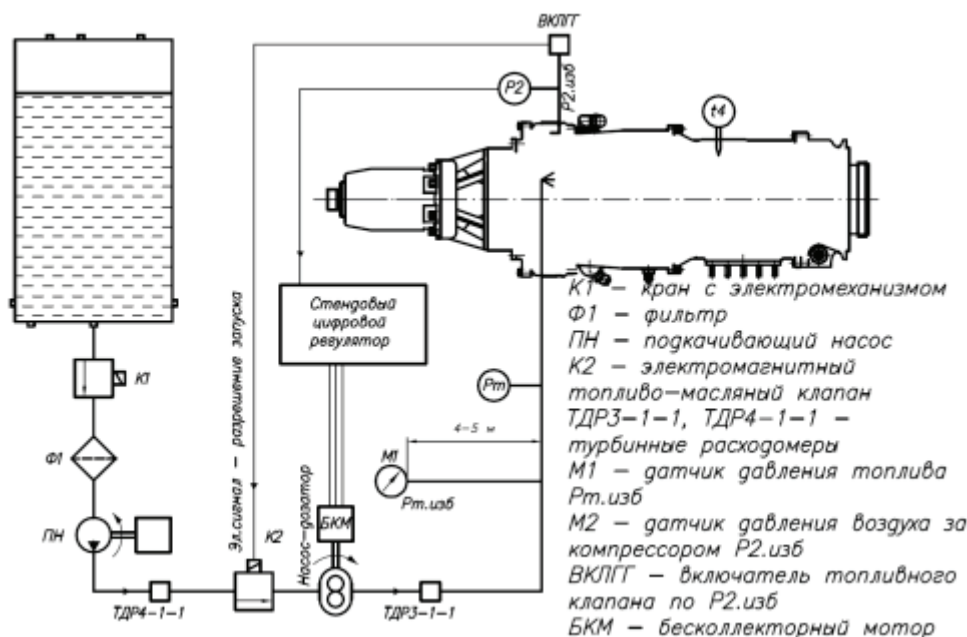 ВКЛГГ
P2
P2.изб
t4
Стендовый
цифровой
регулятор
Эл.сигнал – разрешение запуска
К1
Ф1
ПН
ТДР4-1-1
К2
Насос-дозатор
БКМ
ТДР3-1-1
М1
Рт.изб
4-5 м
Рт
К1 – кран с электромеханизмом
Ф1 – фильтр
ПН – подкачивающий насос
К2 – электромагнитный
топливо-масляный клапан
ТДР3-1-1, ТДР4-1-1 –
турбинные расходомеры
М1 – датчик давления топлива
Рт.изб
М2 – датчик давления воздуха за
компрессором Р2.изб
ВКЛГГ – включатель топливного
клапана по Р2.изб
БКМ – бесколлекторный мотор